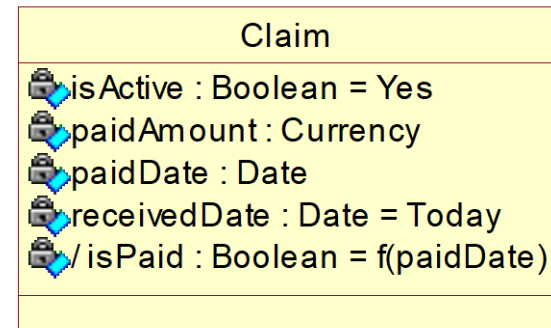 Claim
isActive : Boolean = Yes
paidAmount : Currency
paidDate : Date
receivedDate : Date = Today
/ isPaid : Boolean = f(paidDate)